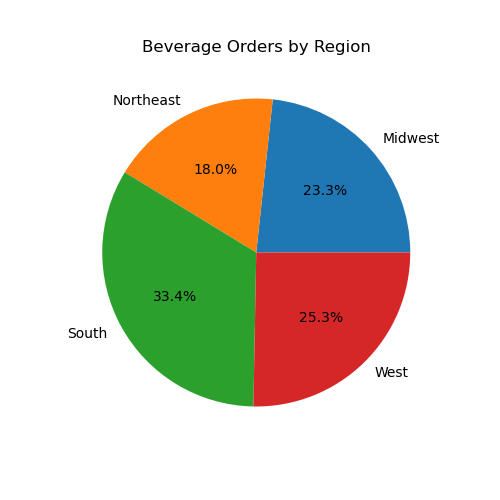 Beverage Orders by Region
Northeast
Midwest
18.0%
23.3%
33.4%
25.3%
South
West